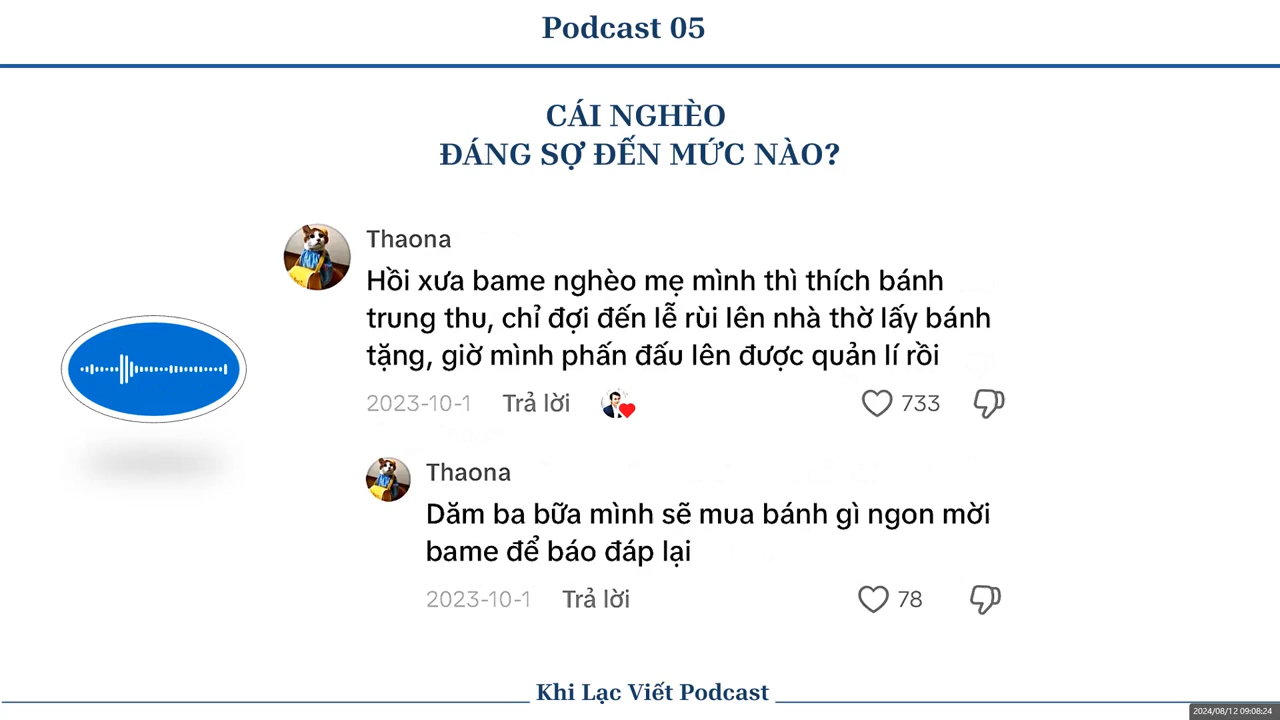 Podcast 05
CÁI NGHÈO
ĐÁNG SỢ ĐẾN MỨC NÀO?
Thaona
Hồi xưa bame nghèo mẹ mình thì thích bánh
trung thu, chỉ đợi đến lễ rùi lên nhà thờ lấy bánh
tặng, giờ mình phấn đấu lên được quản lí rồi
2023-10-1 Trả lời 733
Thaona
Dăm ba bữa mình sẽ mua bánh gì ngon mời
bame để báo đáp lại
2023-10-1 Trả lời 78
Khi Lạc Viết Podcast
2024/08/12 09:08:24